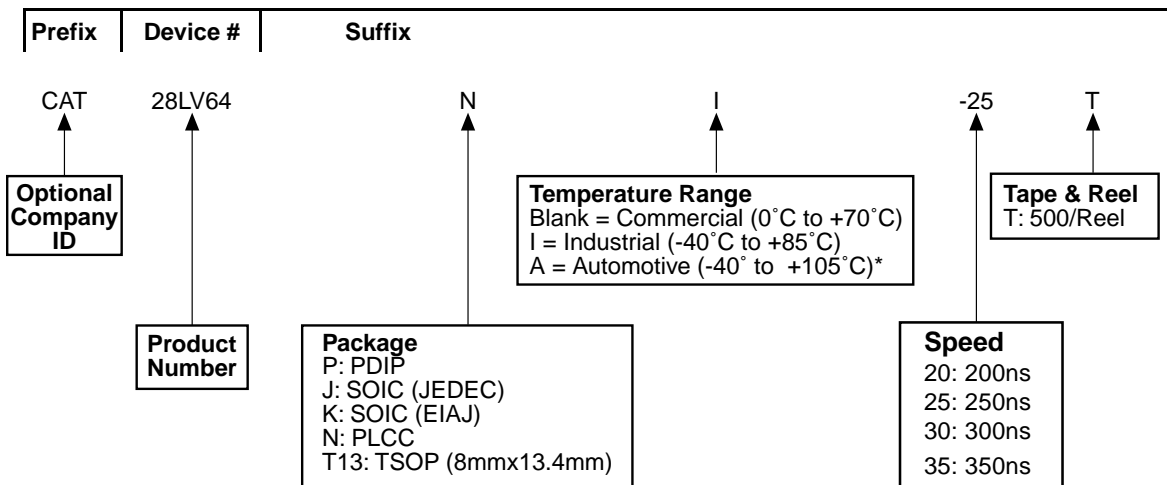 Prefix Device # Suffix
CAT 28LV64 N I -25 T
Optional
Company
ID
Temperature Range
Blank = Commercial (0˚C to +70˚C)
I = Industrial (-40˚C to +85˚C)
A = Automotive (-40˚ to +105˚C)*
Tape & Reel
T: 500/Reel
Product
Number
Package
P: PDIP
J: SOIC (JEDEC)
K: SOIC (EIAJ)
N: PLCC
T13: TSOP (8mmx13.4mm)
Speed
20: 200ns
25: 250ns
30: 300ns
35: 350ns